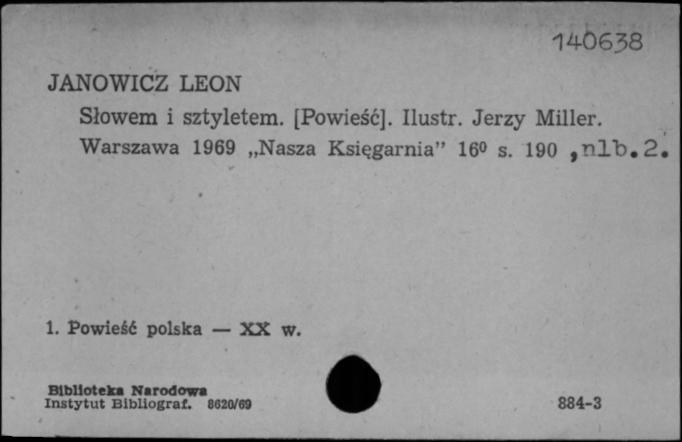 140638
JANOWICZ LEON
Słowem i sztyletem. [Powieść]. Ilustr. Jerzy Miller.
Warszawa 1969 „Nasza Księgarnia” 16⁰ s. 190 ,nlb.2.
1. Powieść polska — XX w.
Biblioteka Narodowa
Instytut Bibliograf. 8620/69
884-3